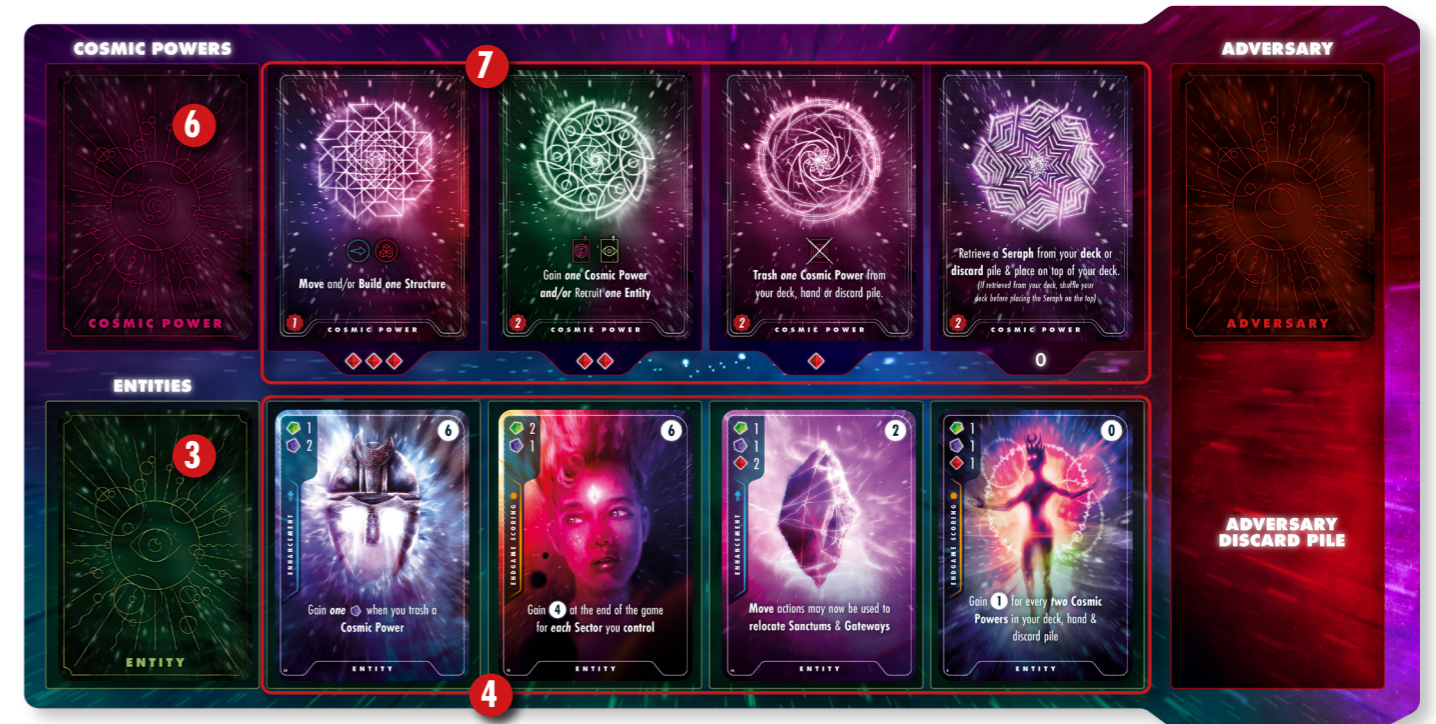 COSMIC POWERS
ADVERSARY
7
6
Move and/or Build one Structure
1
COSMIC POWER
Gain one Cosmic Power
and/or Recruit one Entity
2
COSMIC POWER
Trash one Cosmic Power from
your deck, hand or discard pile.
2
COSMIC POWER
Retrieve a Seraph from your deck or
discard pile & place on top of your deck.
(If retrieved from your deck, shuffle your
deck before placing the Seraph on the top)
2
COSMIC POWER
COSMIC POWER
ADVERSARY
0
ENTITIES
3
1
2
6
ENHANCEMENT
Gain one when you trash a
Cosmic Power
ENTITY
2
1
6
ENDGAME SCORING
Gain 4 at the end of the game
for each Sector you control
ENTITY
1
1
2
2
ENHANCEMENT
Move actions may now be used to
relocate Sanctums & Gateways
ENTITY
1
1
1
0
ENDGAME SCORING
Gain 1 for every two Cosmic
Powers in your deck, hand &
discard pile
ENTITY
ADVERSARY
DISCARD PILE
ENTITY
4